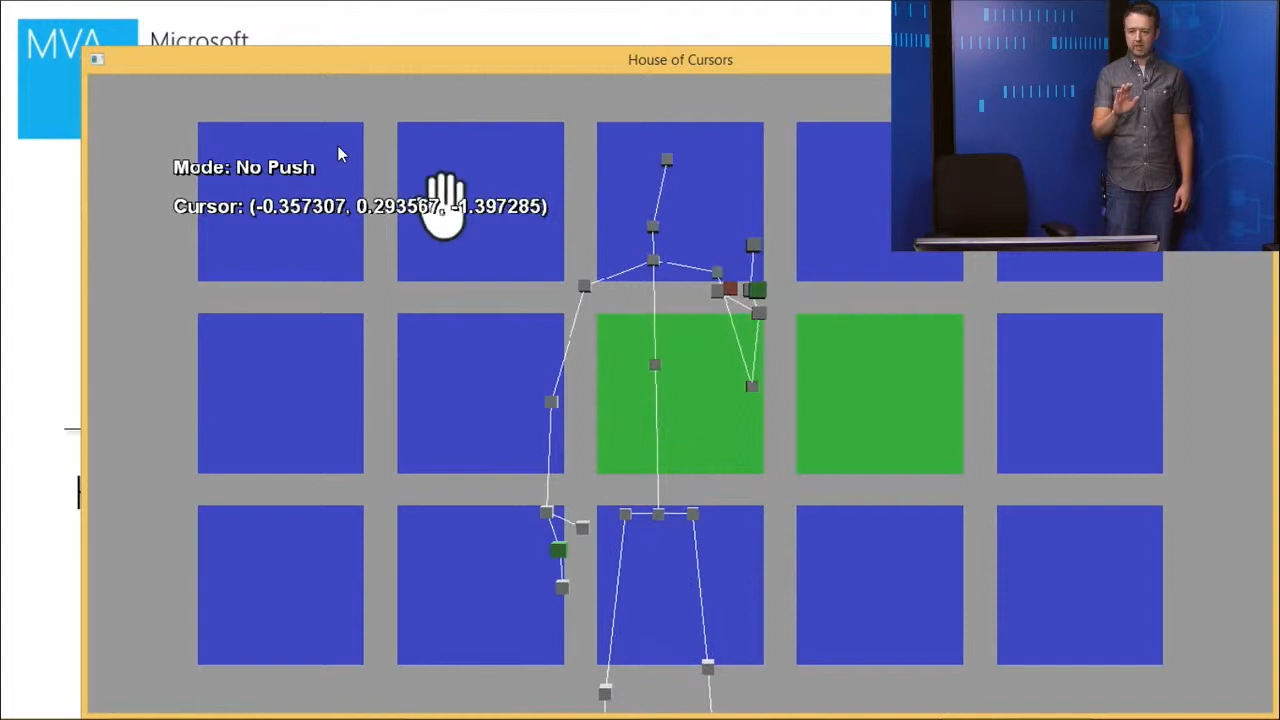 MVA
Microsoft
House of Cursors
Mode: No Push
Cursor: (-0.357307, 0.293567, -1.397285)